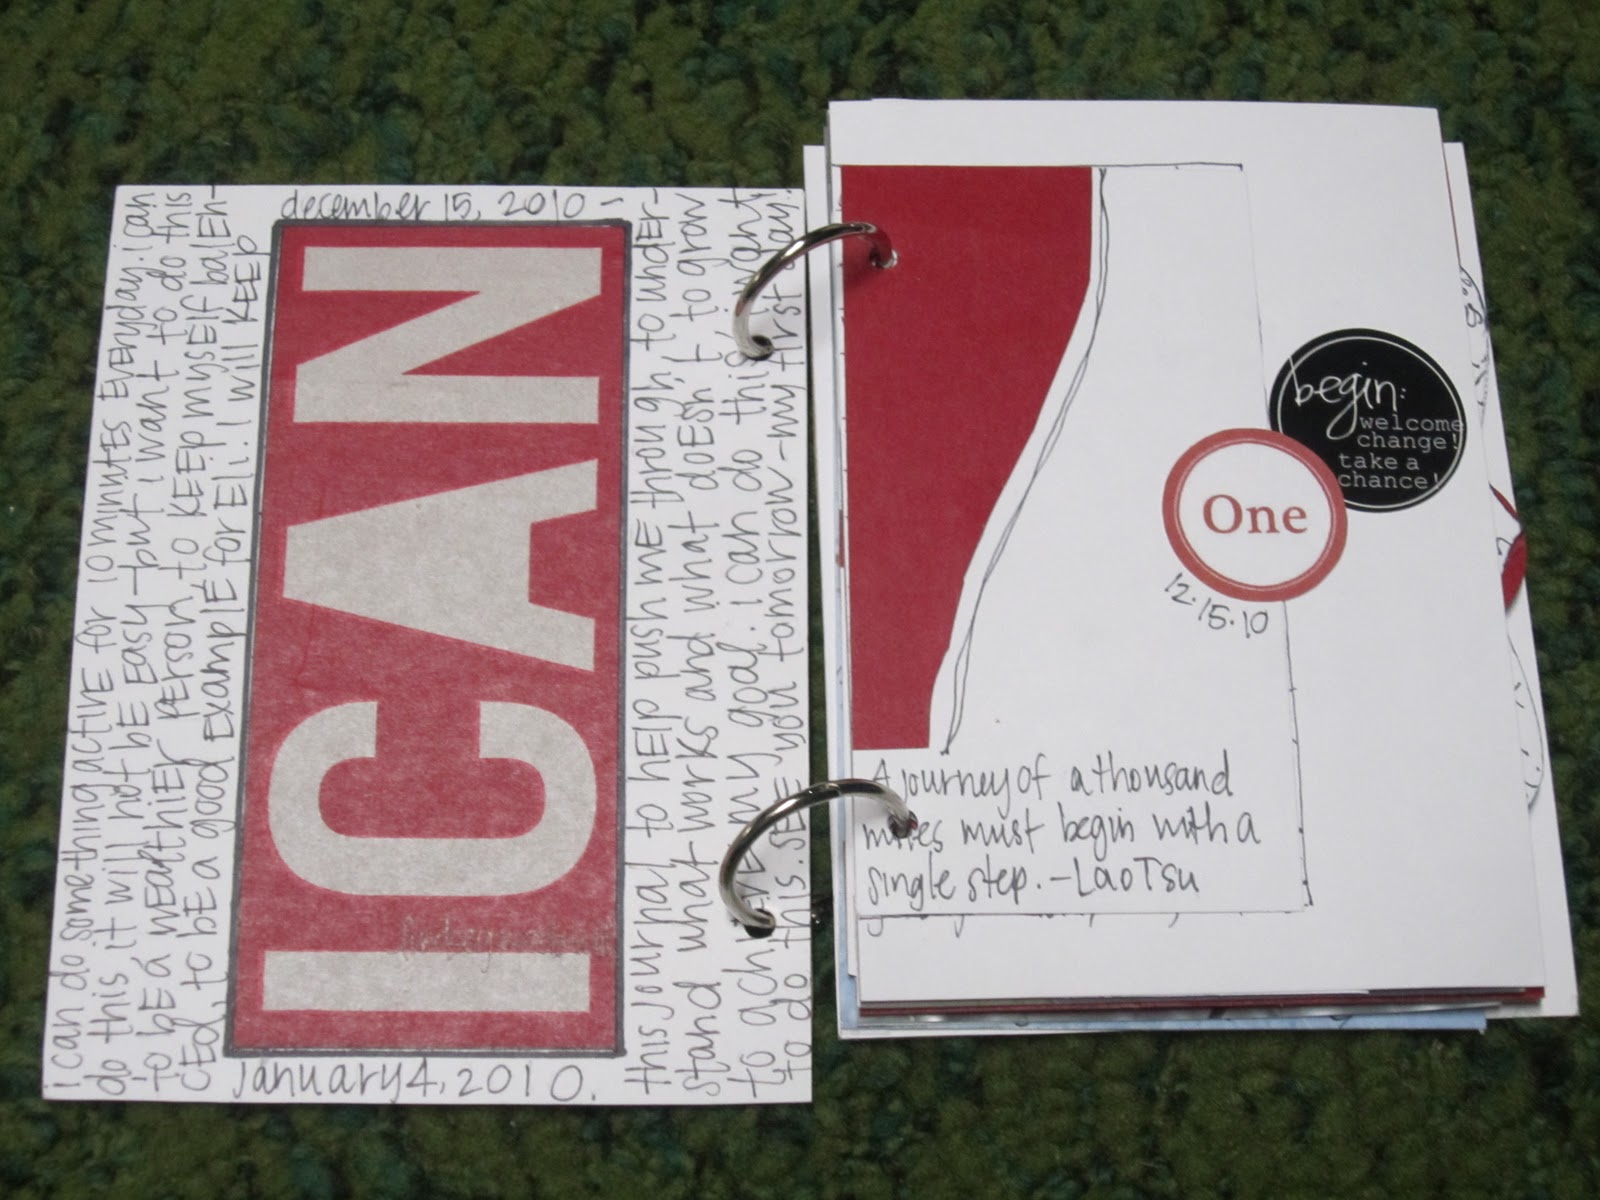 december 15, 2010 -
i can do something active for 10 minutes everyday. i can
do this it will not be easy - but i want to do this
to be a healthier person, to keep myself balen-
ced, to be a good example for Eli. I will keep
I CAN
this journal to help push me through, to under-
stand what works and what doesn't, to grow
to my goal. I can do this. I want
to do this. see you tomorrow - my first day!
january 4, 2010.
begin:
welcome
change!
take a
chance!
One
12.15.10
A journey of a thousand
miles must begin with a
single step. - Lao Tsu